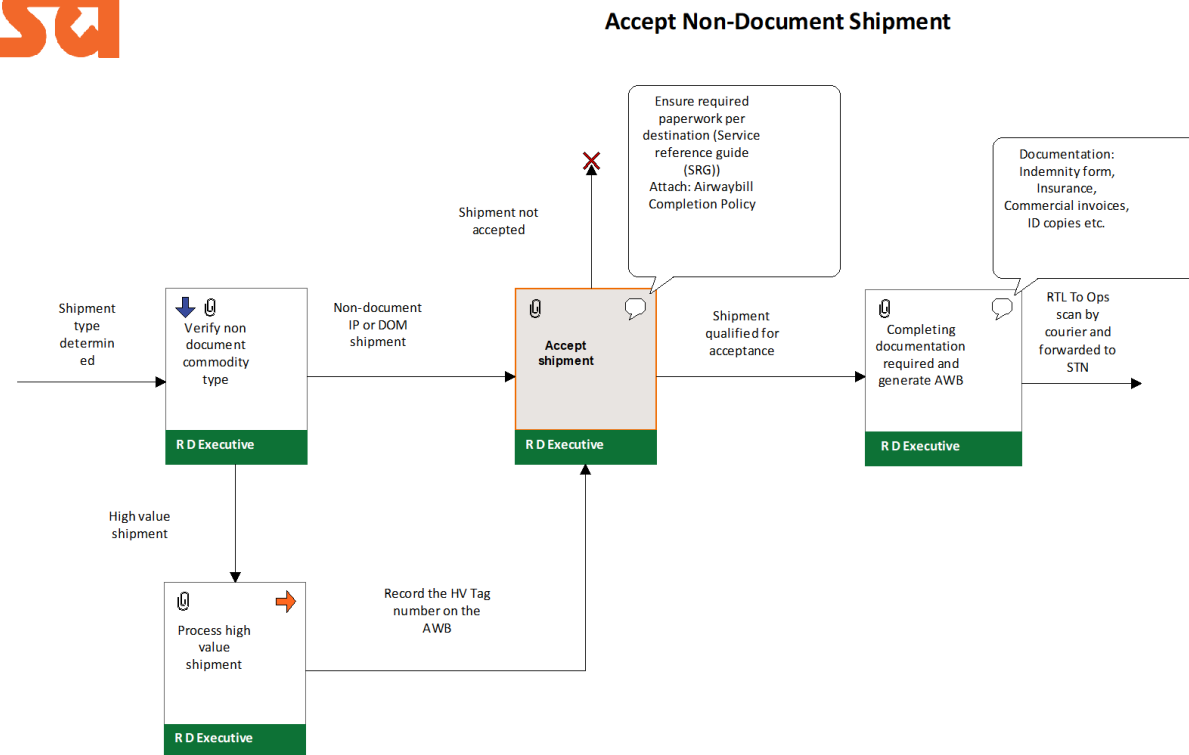 sa
Accept Non-Document Shipment
Ensure required
paperwork per
destination (Service
reference guide
(SRG))
Attach: Airwaybill
Completion Policy
Documentation:
Indemnity form,
Insurance,
Commercial invoices,
ID copies etc.
Shipment not
accepted
Shipment
type
determin
ed
Verify non
document
commodity
type
R D Executive
Non-document
IP or DOM
shipment
Accept
shipment
R D Executive
Shipment
qualified for
acceptance
Completing
documentation
required and
generate AWB
R D Executive
RTL To Ops
scan by
courier and
forwarded to
STN
High value
shipment
Process high
value
shipment
R D Executive
Record the HV Tag
number on the
AWB